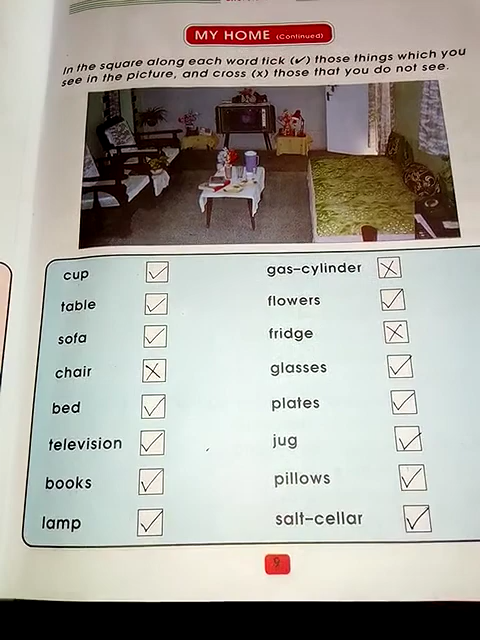 MY HOME (Continued)
In the square along each word tick (✓) those things which you
see in the picture, and cross (x) those that you do not see.
cup ✓ gas-cylinder x
table ✓ flowers ✓
sofa ✓ fridge x
chair x glasses ✓
bed ✓ plates ✓
television ✓ jug ✓
books ✓ pillows ✓
lamp ✓ salt-cellar ✓
9